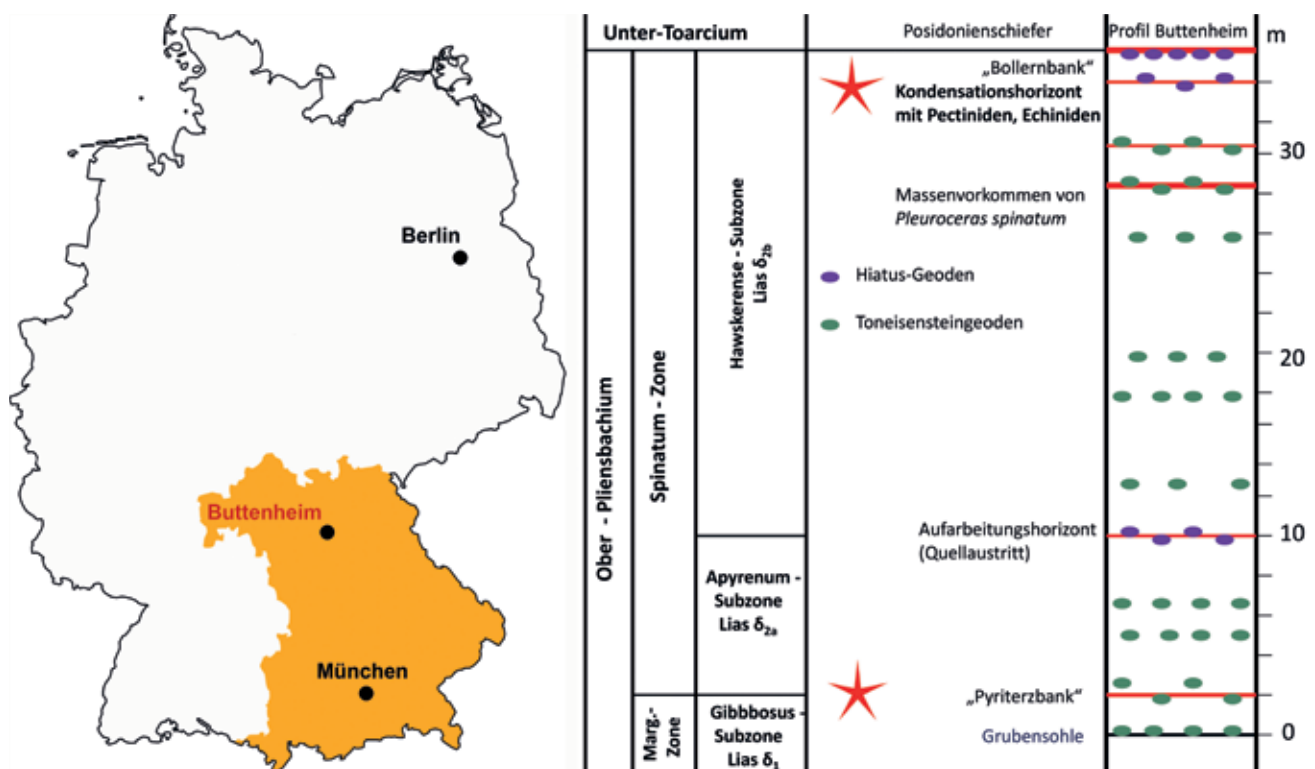 Berlin
Buttenheim
München
Unter-Toarcium
Posidonienschiefer
Profil Buttenheim
m
Ober - Pliensbachium
Spinatum - Zone
Marg.-
Zone
Hawskerense - Subzone
Lias δ2b
Apyrenum -
Subzone
Lias δ2a
Gibbbosus -
Subzone
Lias δ1
„Bollernbank“
Kondensationshorizont
mit Pectiniden, Echiniden
Massenvorkommen von
Pleuroceras spinatum
Hiatus-Geoden
Toneisensteingeoden
Aufarbeitungshorizont
(Quellaustritt)
„Pyriterzbank“
Grubensohle
30
20
10
0